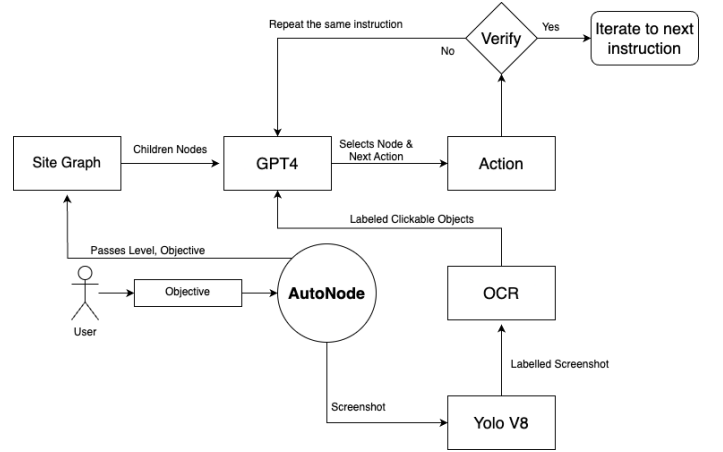 Repeat the same instruction
Verify
Yes
Iterate to next
instruction
No
Site Graph
Children Nodes
GPT4
Selects Node &
Next Action
Action
Labeled Clickable Objects
Passes Level, Objective
User
Objective
AutoNode
OCR
Labelled Screenshot
Screenshot
Yolo V8